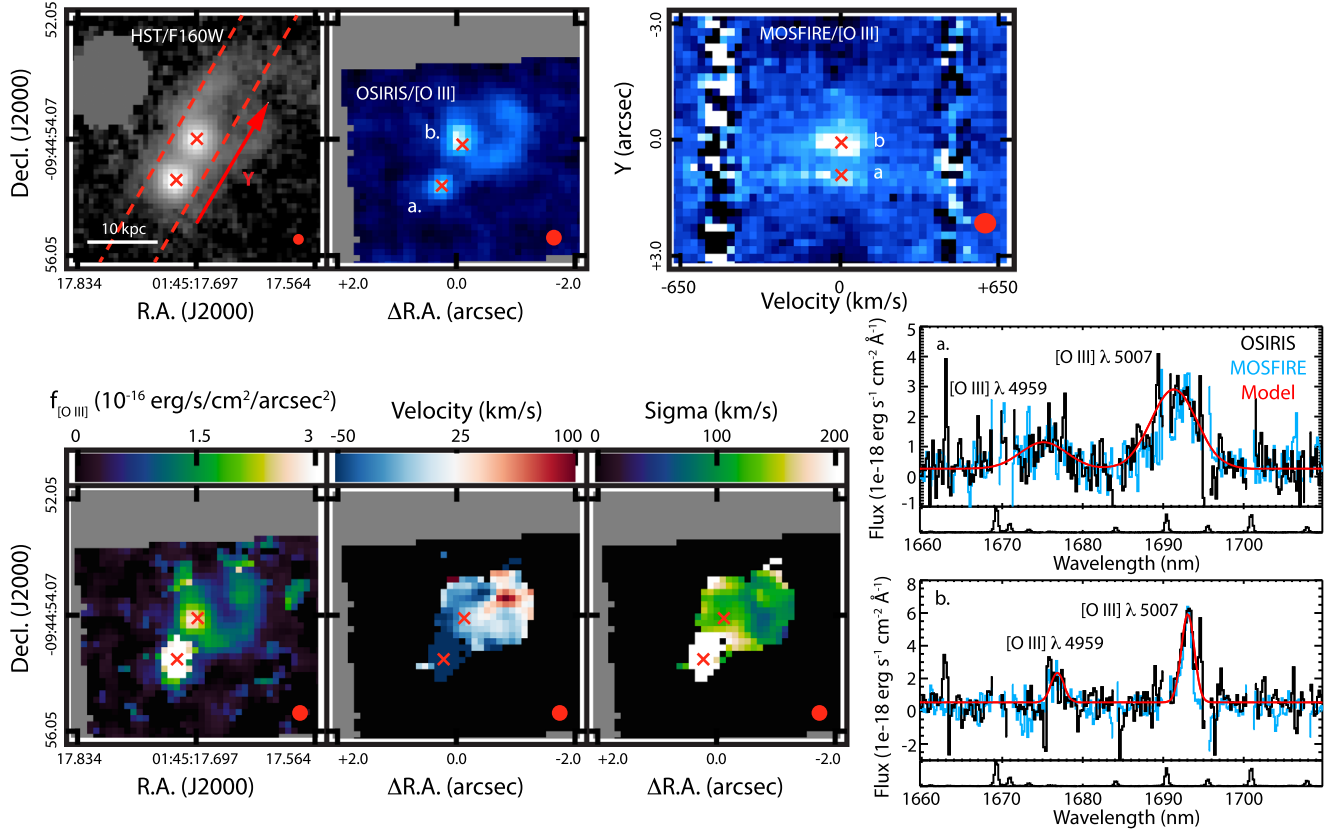 HST/F160W
52.05
-09:44:54.07
56.05
Decl. (J2000)
Y
10 kpc
17.834
01:45:17.697
17.564
R.A. (J2000)
OSIRIS/[O III]
b.
a.
+2.0
0.0
-2.0
ΔR.A. (arcsec)
MOSFIRE/[O III]
-3.0
0.0
+3.0
Y (arcsec)
b
a
-650
0
+650
Velocity (km/s)
f[O III] (10-16 erg/s/cm2/arcsec2)
0
1.5
3
Velocity (km/s)
-50
25
100
Sigma (km/s)
0
100
200
52.05
-09:44:54.07
56.05
Decl. (J2000)
17.834
01:45:17.697
17.564
R.A. (J2000)
+2.0
0.0
-2.0
ΔR.A. (arcsec)
+2.0
0.0
-2.0
ΔR.A. (arcsec)
a.
[O III] λ 5007
[O III] λ 4959
OSIRIS
MOSFIRE
Model
5
4
3
2
1
0
-1
Flux (1e-18 erg s-1 cm-2 Å-1)
1660
1670
1680
1690
1700
Wavelength (nm)
b.
[O III] λ 5007
[O III] λ 4959
8
6
4
2
0
-2
Flux (1e-18 erg s-1 cm-2 Å-1)
1660
1670
1680
1690
1700
Wavelength (nm)